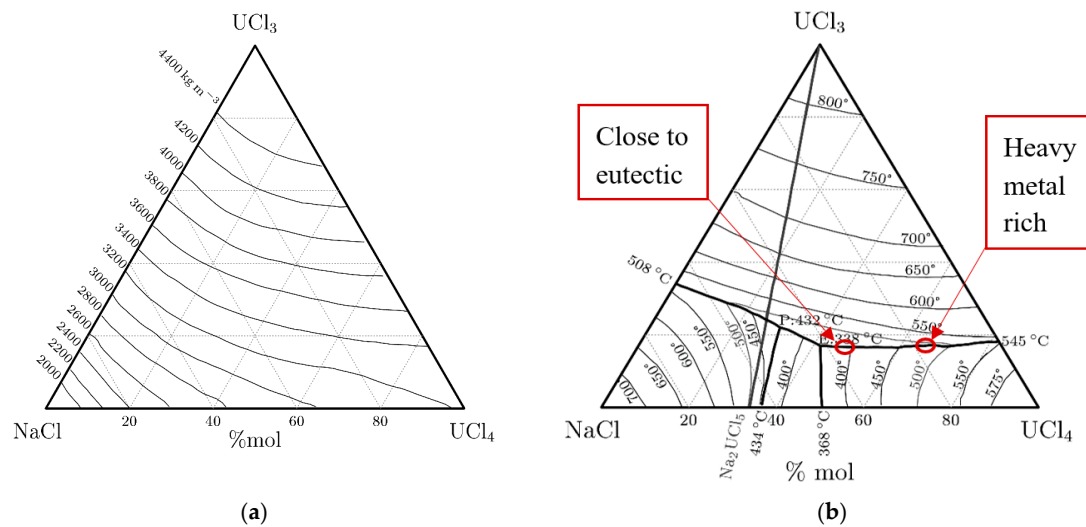 UCl₃
4400 kg m⁻³
4200
4000
3800
3600
3400
3200
3000
2800
2600
2400
2200
2000
NaCl
20
40
60
80
UCl₄
%mol
(a)
UCl₃
Close to
eutectic
Heavy
metal
rich
800°
750°
700°
650°
600°
550°
508 °C
P:432 °C
E:338 °C
545 °C
700
650°
600°
550°
500°
450°
400°
400°
450°
500°
550°
575°
NaCl
20
40
60
80
UCl₄
Na₂UCl₅
434 °C
368 °C
% mol
(b)